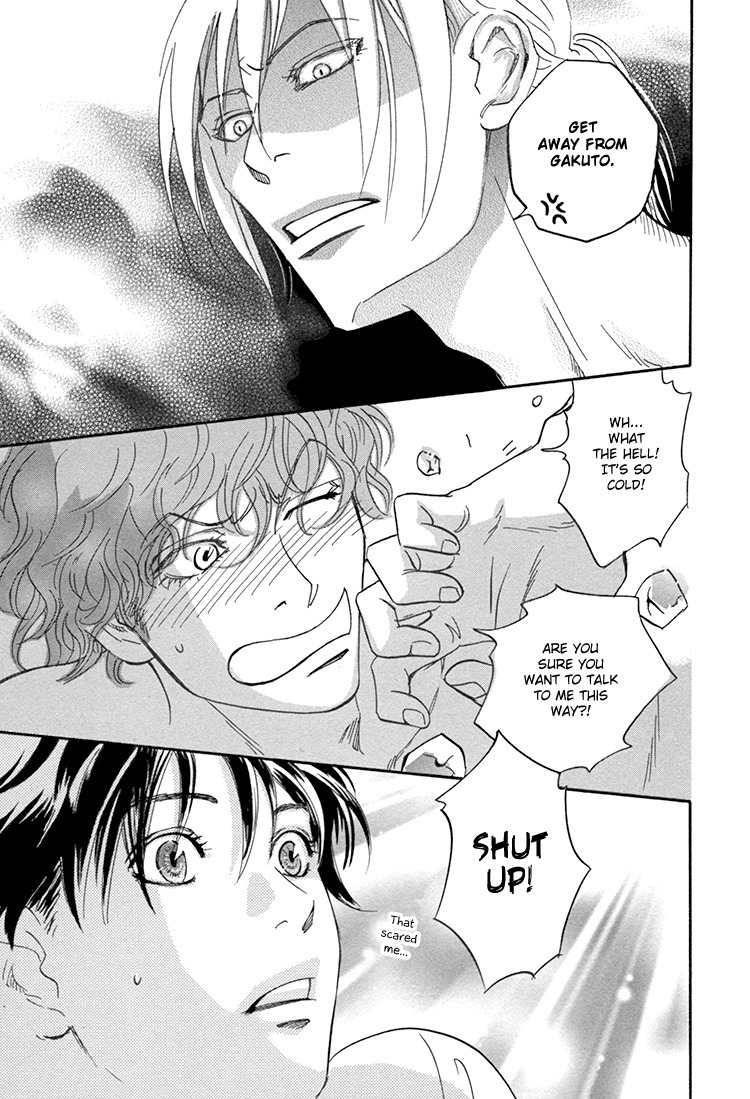 GET
AWAY FROM
GAKUTO.
WH...
WHAT
THE HELL!
IT'S SO
COLD!
ARE YOU
SURE YOU
WANT TO TALK
TO ME THIS
WAY?!
SHUT
UP!
That
scared
me...